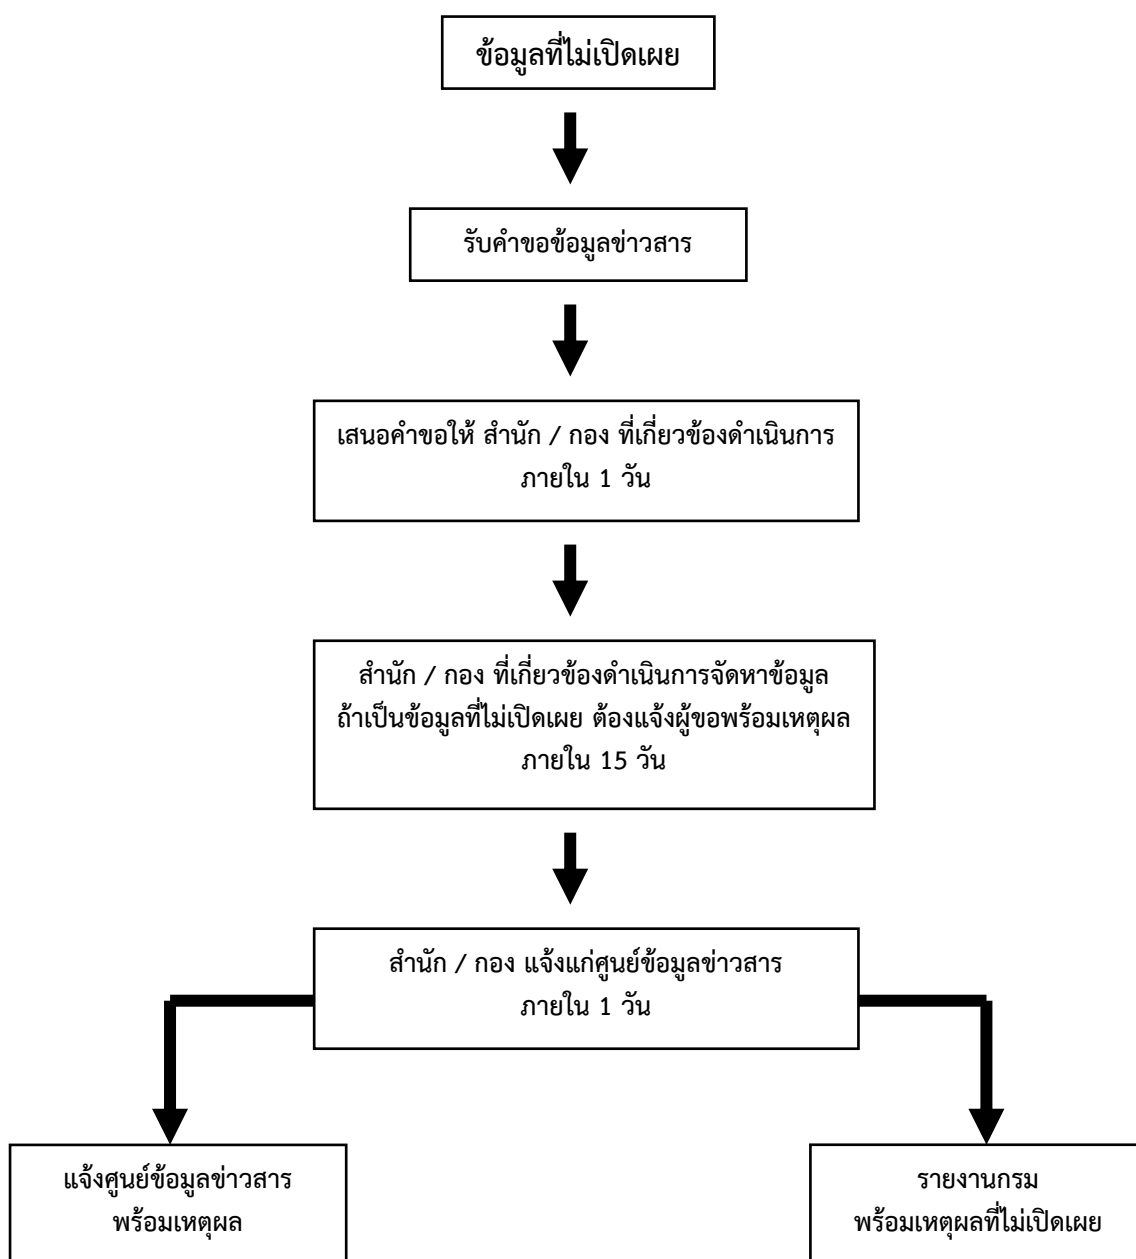 ข้อมูลที่ไม่เปิดเผย
รับคำขอข้อมูลข่าวสาร
เสนอคำขอให้ สำนัก / กอง ที่เกี่ยวข้องดำเนินการ
ภายใน 1 วัน
สำนัก / กอง ที่เกี่ยวข้องดำเนินการจัดหาข้อมูล
ถ้าเป็นข้อมูลที่ไม่เปิดเผย ต้องแจ้งผู้ขอพร้อมเหตุผล
ภายใน 15 วัน
สำนัก / กอง แจ้งแก่ศูนย์ข้อมูลข่าวสาร
ภายใน 1 วัน
แจ้งศูนย์ข้อมูลข่าวสาร
พร้อมเหตุผล
รายงานกรม
พร้อมเหตุผลที่ไม่เปิดเผย